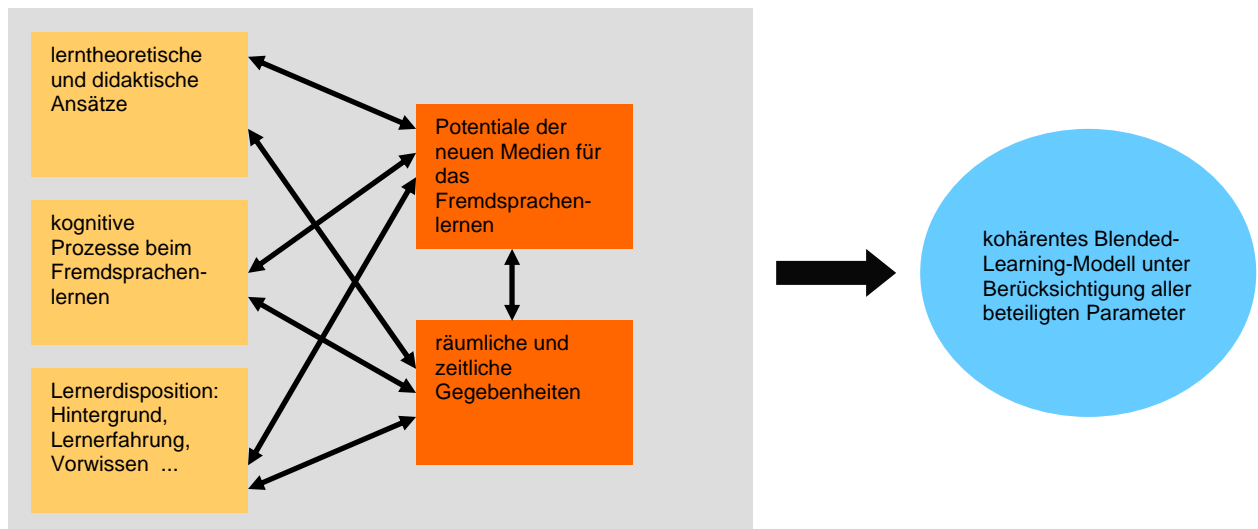 lerntheoretische
und didaktische
Ansätze
kognitive
Prozesse beim
Fremdsprachen-
lernen
Lernerdisposition:
Hintergrund,
Lernerfahrung,
Vorwissen ...
Potentiale der
neuen Medien für
das
Fremdsprachen-
lernen
räumliche und
zeitliche
Gegebenheiten
kohärentes Blended-
Learning-Modell unter
Berücksichtigung aller
beteiligten Parameter